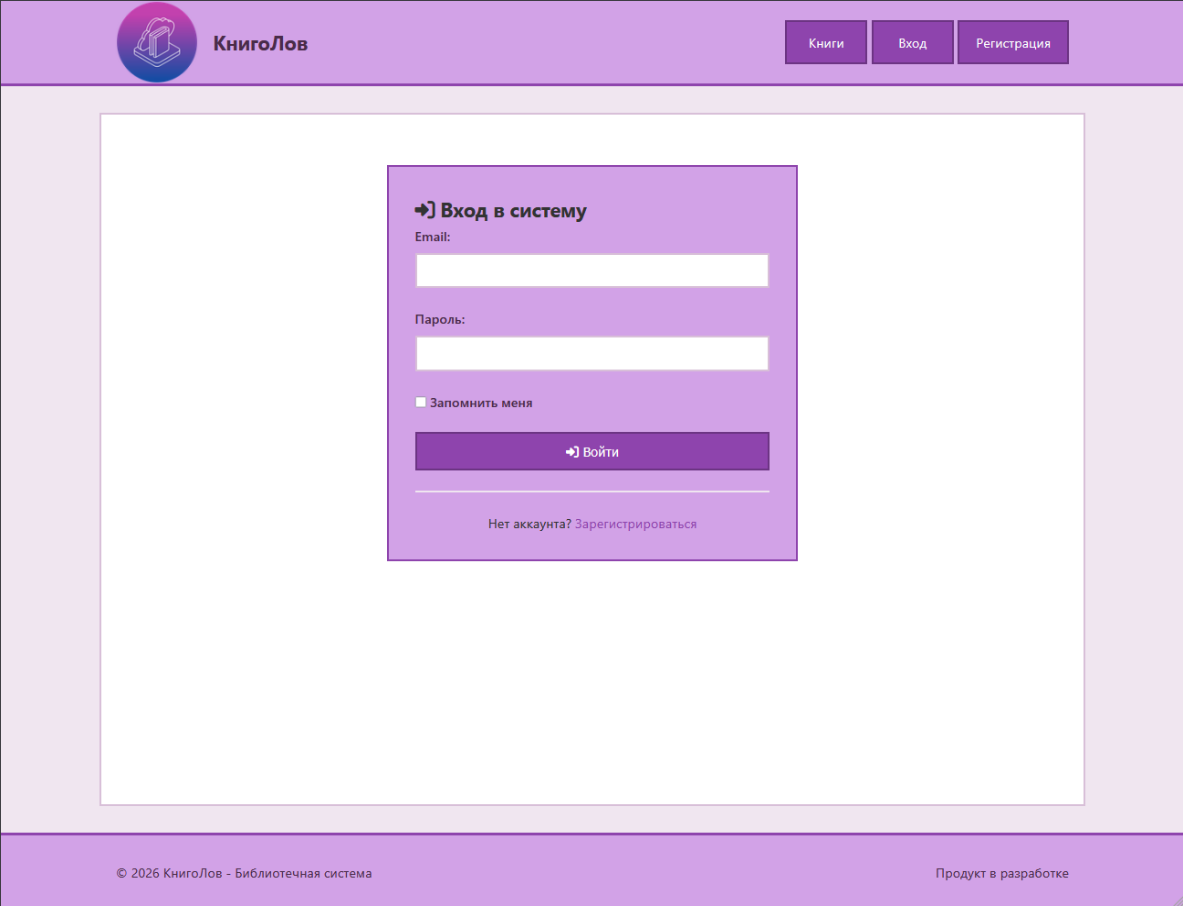 КнигоЛов
Книги
Вход
Регистрация
Вход в систему
Email:
Пароль:
Запомнить меня
Войти
Нет аккаунта? Зарегистрироваться
© 2026 КнигоЛов - Библиотечная система
Продукт в разработке